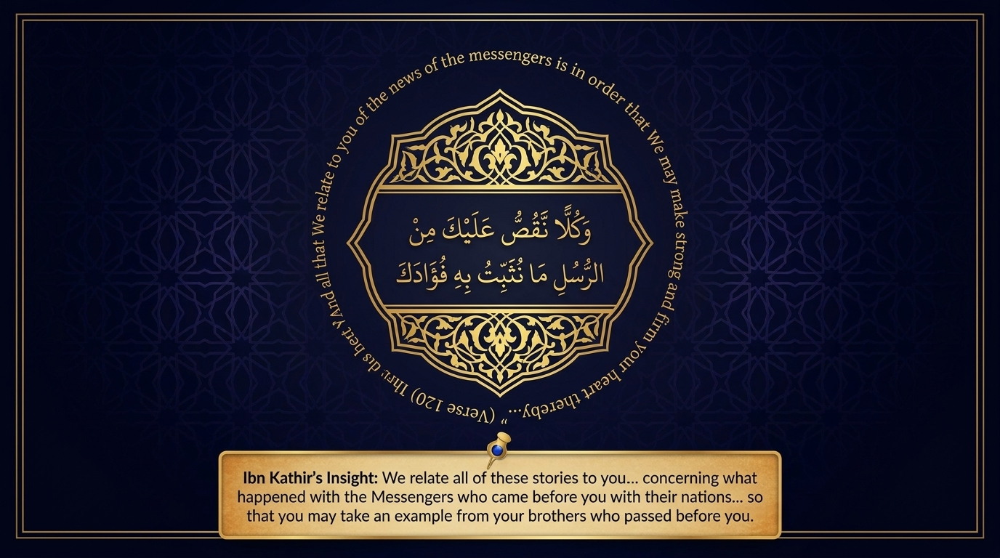 And all that We relate to you of the news of the messengers is in order that We may make strong and firm your heart thereby..." (Verse 120)
وَكُلًّا نَّقُصُّ عَلَيْكَ مِنْ
الرُّسُلِ مَا نُثَبِّتُ بِهِ فُؤَادَكَ
Ibn Kathir's Insight: We relate all of these stories to you... concerning what
happened with the Messengers who came before you with their nations... so
that you may take an example from your brothers who passed before you.